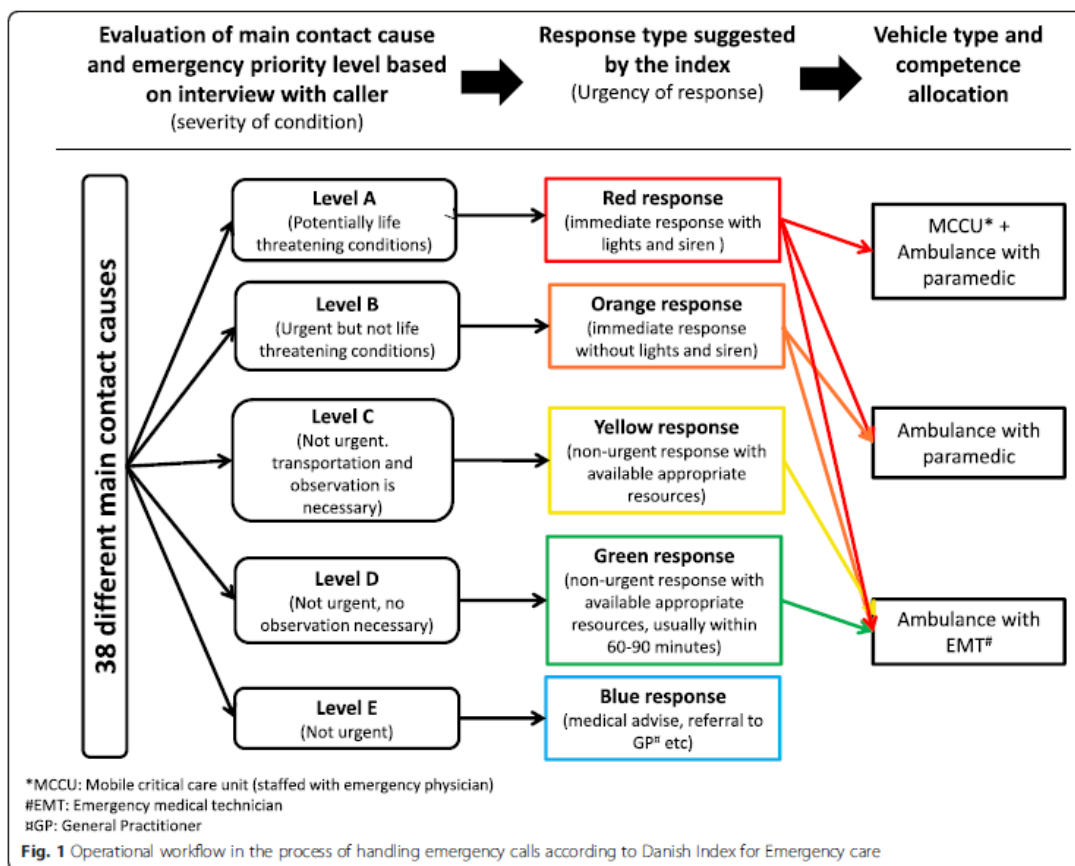 Evaluation of main contact cause
and emergency priority level based
on interview with caller
(severity of condition)
Response type suggested
by the index
(Urgency of response)
Vehicle type and
competence
allocation
38 different main contact causes
Level A
(Potentially life
threatening conditions)
Red response
(immediate response with
lights and siren )
MCCU* +
Ambulance with
paramedic
Level B
(Urgent but not life
threatening conditions)
Orange response
(immediate response
without lights and siren)
Level C
(Not urgent.
transportation and
observation is
necessary)
Yellow response
(non-urgent response with
available appropriate
resources)
Ambulance with
paramedic
Level D
(Not urgent, no
observation necessary)
Green response
(non-urgent response with
available appropriate
resources, usually within
60-90 minutes)
Ambulance with
EMT#
Level E
(Not urgent)
Blue response
(medical advise, referral to
GP¤ etc)
*MCCU: Mobile critical care unit (staffed with emergency physician)
#EMT: Emergency medical technician
¤GP: General Practitioner
Fig. 1 Operational workflow in the process of handling emergency calls according to Danish Index for Emergency care